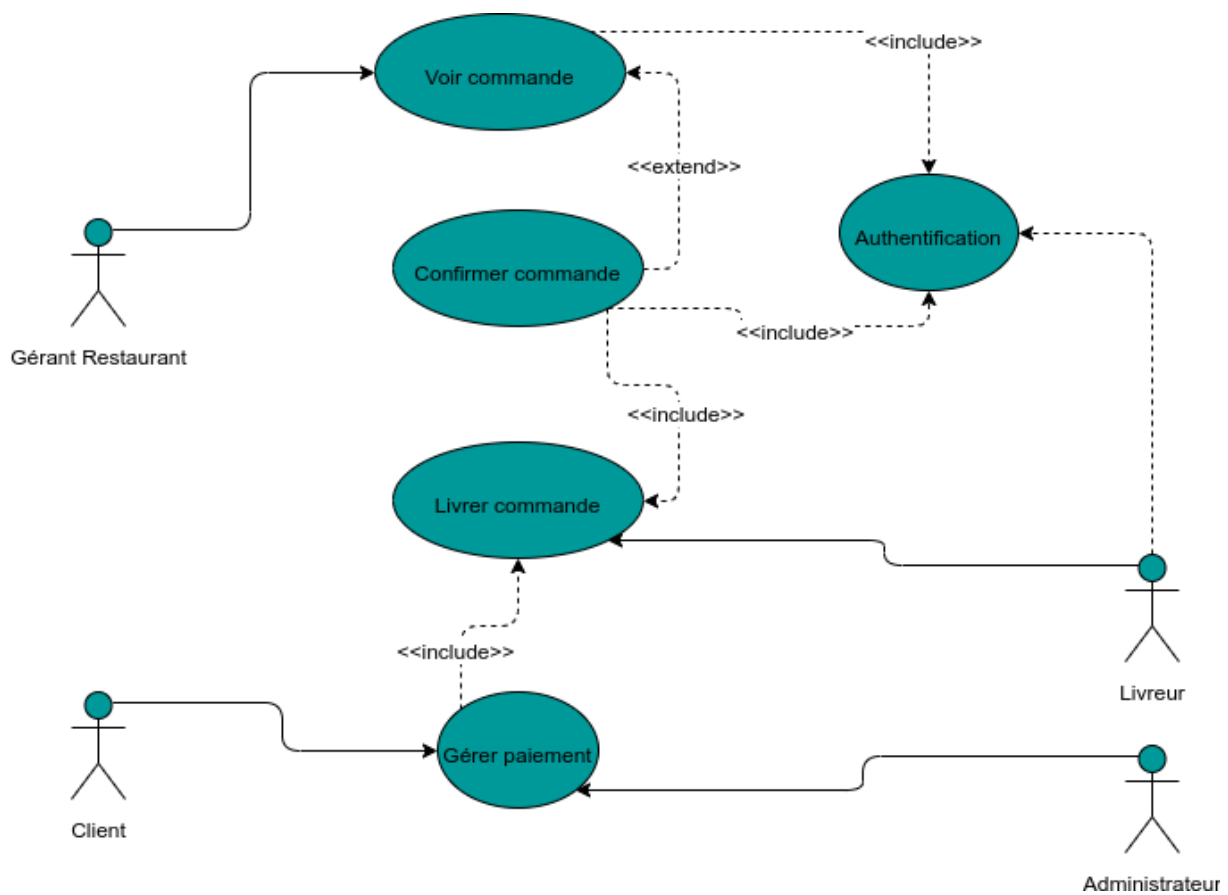 <<include>>
Voir commande
<<extend>>
Authentification
Confirmer commande
<<include>>
Gérant Restaurant
<<include>>
Livrer commande
<<include>>
Livreur
Gérer paiement
Client
Administrateur